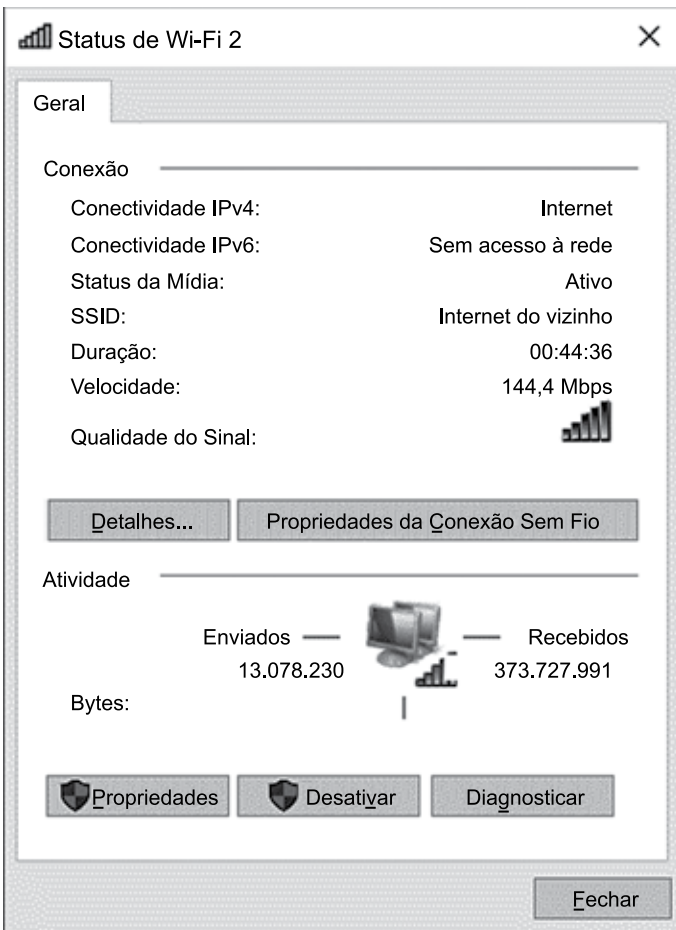 Status de Wi-Fi 2
Geral
Conexão
Conectividade IPv4: Internet
Conectividade IPv6: Sem acesso à rede
Status da Mídia: Ativo
SSID: Internet do vizinho
Duração: 00:44:36
Velocidade: 144,4 Mbps
Qualidade do Sinal:
Detalhes... Propriedades da Conexão Sem Fio
Atividade
Enviados — — Recebidos
13.078.230 373.727.991
Bytes:
Propriedades Desativar Diagnosticar
Fechar